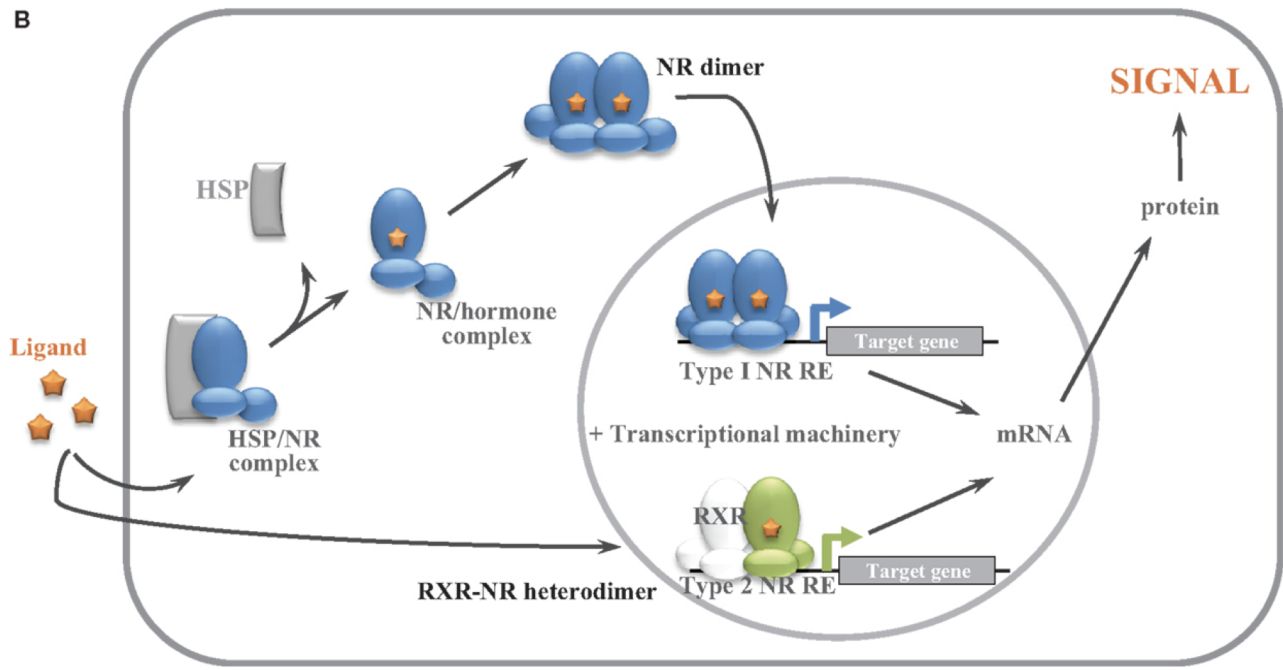 B
NR dimer
SIGNAL
HSP
protein
NR/hormone
complex
Ligand
Target gene
Type I NR RE
HSP/NR
complex
+ Transcriptional machinery
mRNA
RXR
Target gene
Type 2 NR RE
RXR-NR heterodimer